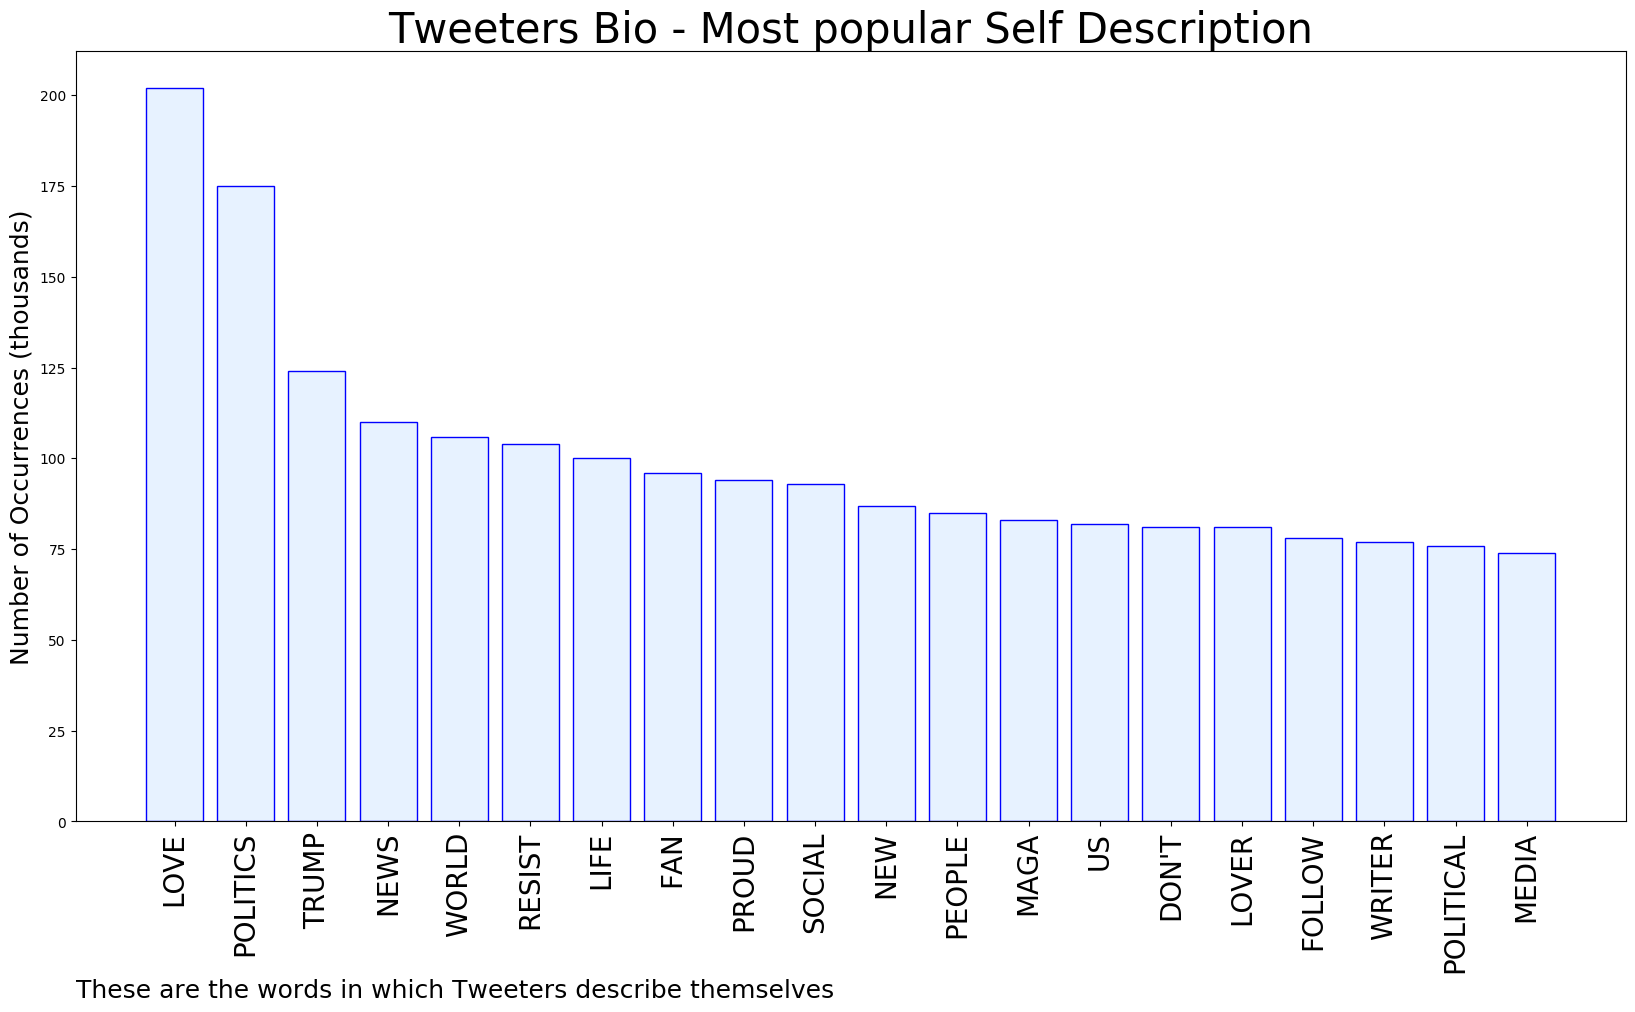 Tweeters Bio - Most popular Self Description
Number of Occurrences (thousands)
200
175
150
125
100
75
50
25
0
LOVE
POLITICS
TRUMP
NEWS
WORLD
RESIST
LIFE
FAN
PROUD
SOCIAL
NEW
PEOPLE
MAGA
US
DON'T
LOVER
FOLLOW
WRITER
POLITICAL
MEDIA
These are the words in which Tweeters describe themselves